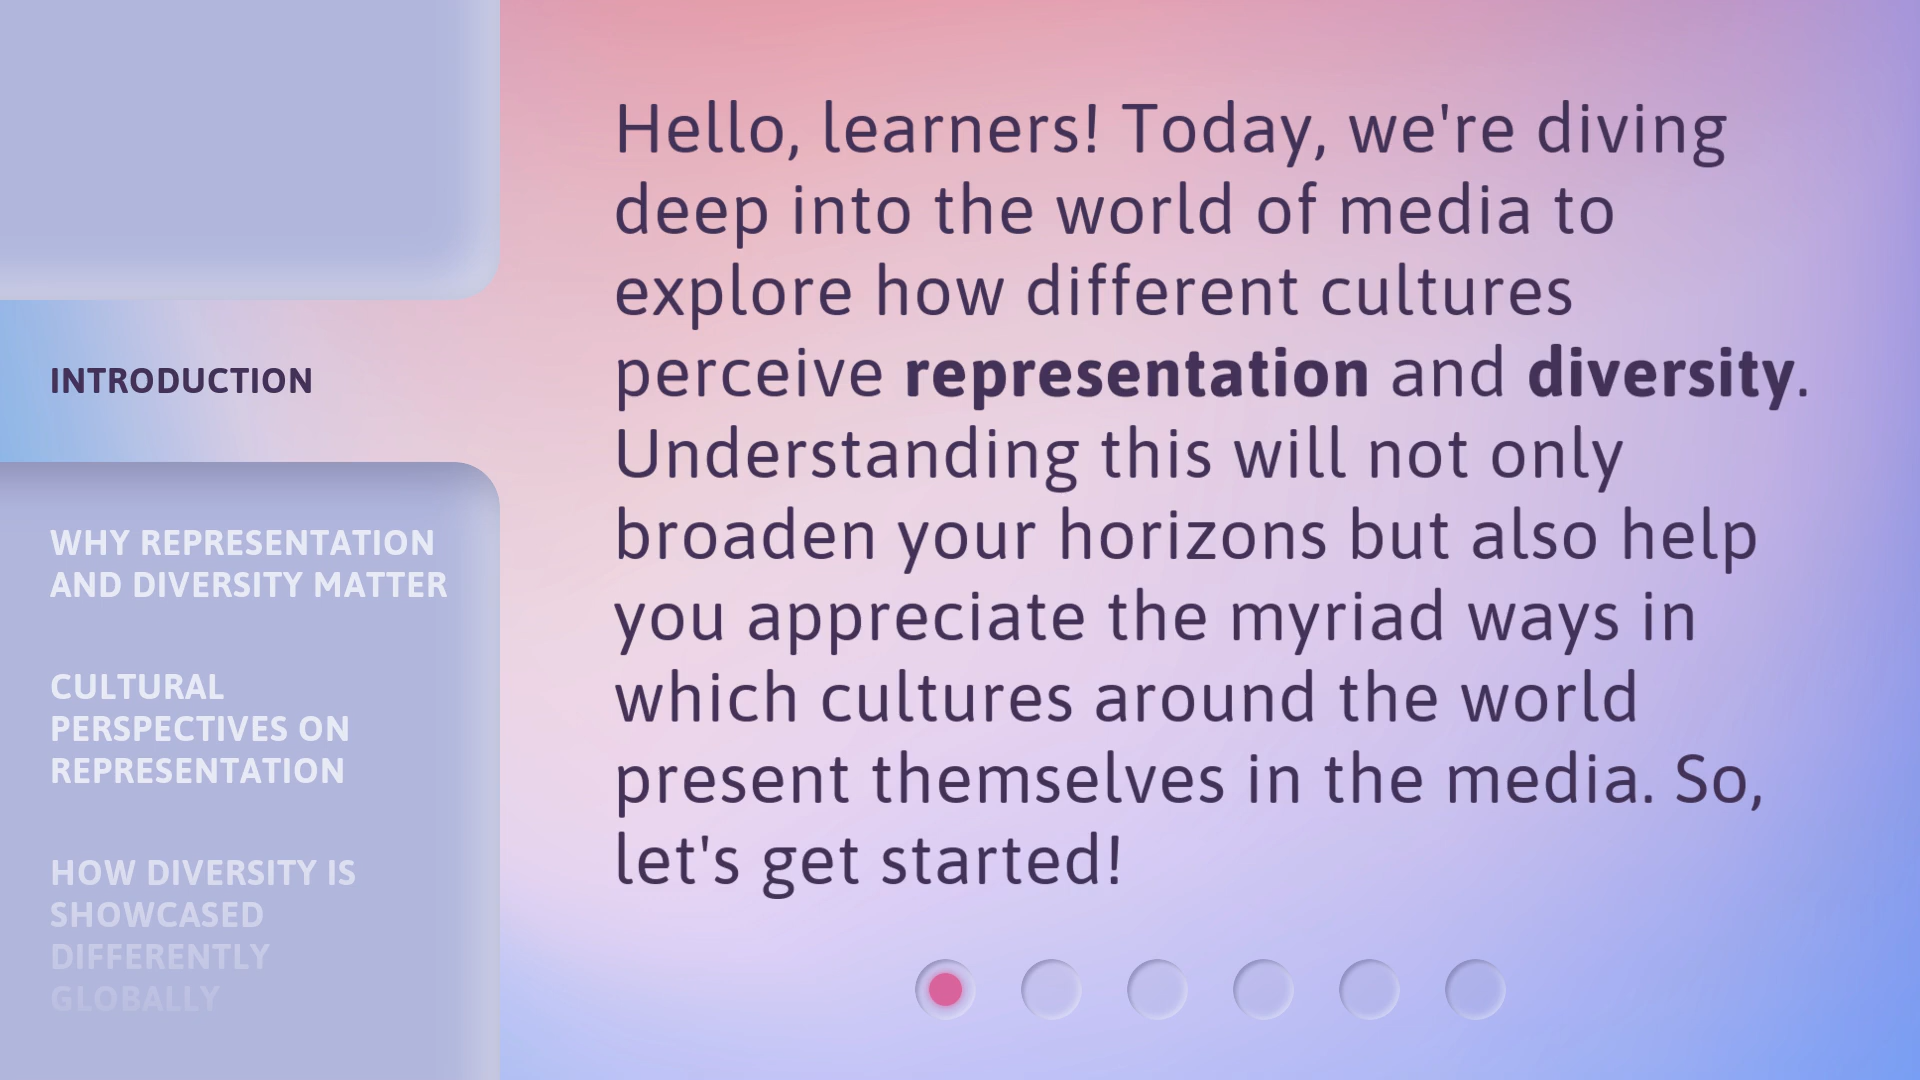 INTRODUCTION
WHY REPRESENTATION
AND DIVERSITY MATTER
CULTURAL
PERSPECTIVES ON
REPRESENTATION
HOW DIVERSITY IS
SHOWCASED
DIFFERENTLY
GLOBALLY
Hello, learners! Today, we're diving
deep into the world of media to
explore how different cultures
perceive representation and diversity.
Understanding this will not only
broaden your horizons but also help
you appreciate the myriad ways in
which cultures around the world
present themselves in the media. So,
let's get started!